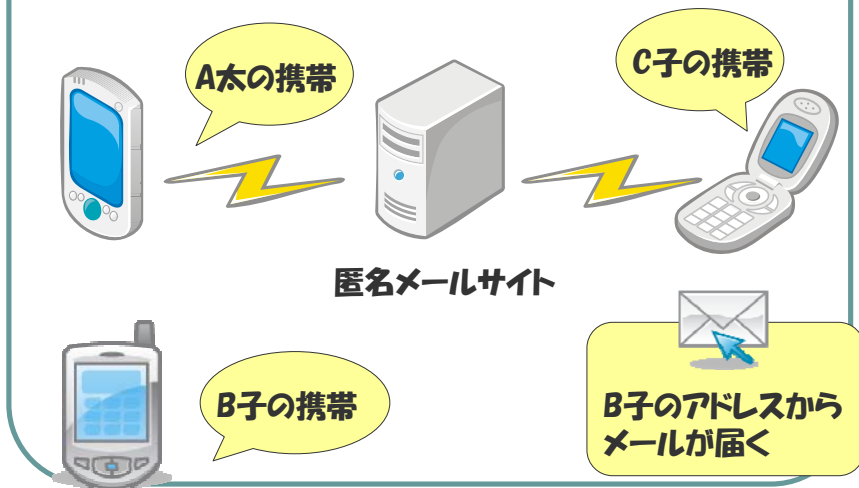 A太の携帯
C子の携帯
匿名メールサイト
B子の携帯
B子のアドレスから
メールが届く